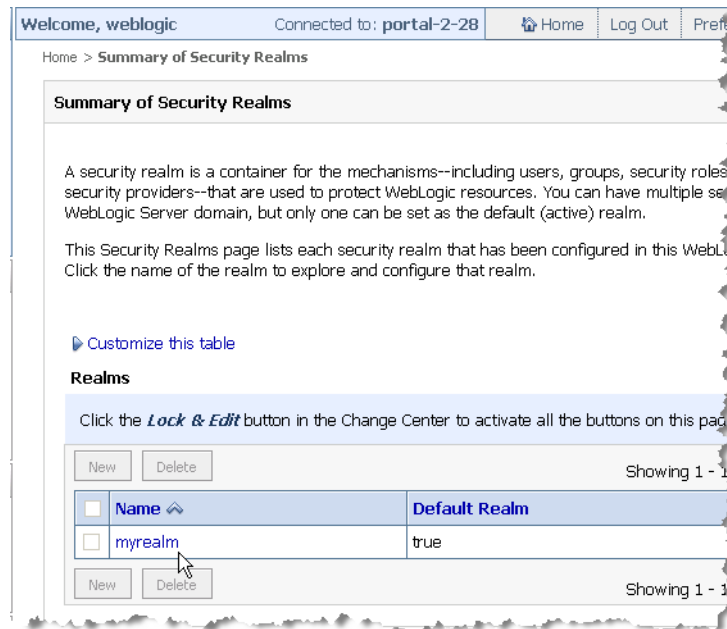 Welcome, weblogic Connected to: portal-2-28 Home Log Out Pref
Home > Summary of Security Realms
Summary of Security Realms
A security realm is a container for the mechanisms--including users, groups, security roles
security providers--that are used to protect WebLogic resources. You can have multiple se
WebLogic Server domain, but only one can be set as the default (active) realm.
This Security Realms page lists each security realm that has been configured in this WebL
Click the name of the realm to explore and configure that realm.
Customize this table
Realms
Click the Lock & Edit button in the Change Center to activate all the buttons on this pag
New Delete Showing 1 - 1
Name Default Realm
myrealm true
New Delete Showing 1 - 1